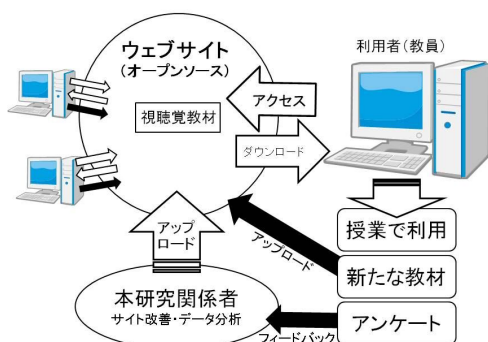 ウェブサイト
(オープンソース)
利用者(教員)
アクセス
視聴覚教材
ダウンロード
アップ
ロード
アップロード
授業で利用
新たな教材
アンケート
本研究関係者
サイト改善・データ分析
フィードバック